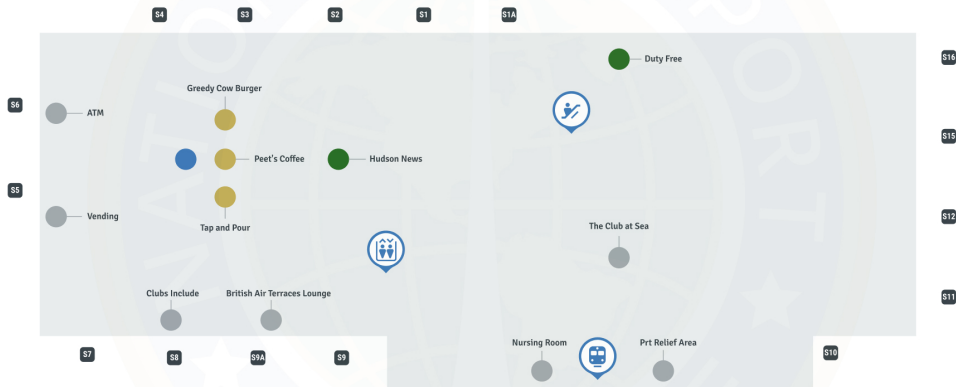 S4
S3
S2
S1
S1A
Duty Free
S16
Greedy Cow Burger
S6
ATM
S15
Peet's Coffee
Hudson News
S5
Vending
S12
Tap and Pour
The Club at Sea
Clubs Include
British Air Terraces Lounge
S11
Nursing Room
Prt Relief Area
S7
S8
S9A
S9
S10
NATIO
PORT